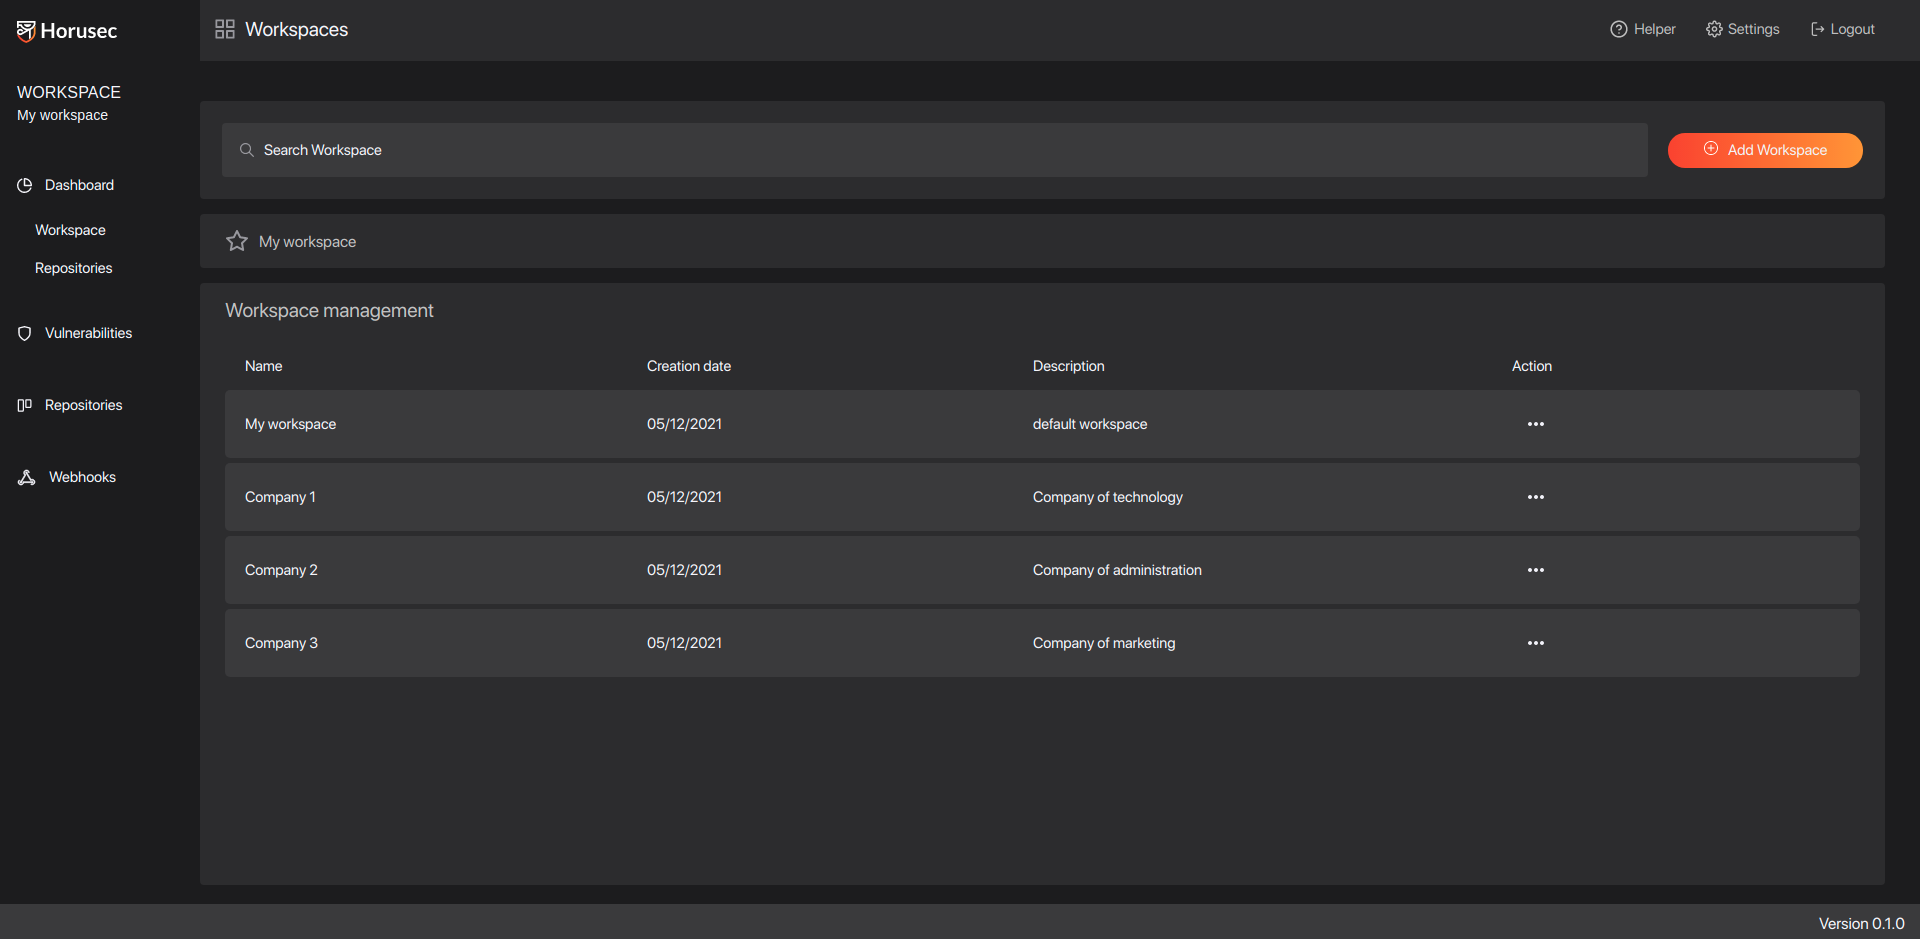 Horusec
Workspaces
Helper
Settings
Logout
WORKSPACE
My workspace
Dashboard
Workspace
Repositories
Vulnerabilities
Repositories
Webhooks
Search Workspace
Add Workspace
My workspace
Workspace management
Name Creation date Description Action
My workspace 05/12/2021 default workspace
Company 1 05/12/2021 Company of technology
Company 2 05/12/2021 Company of administration
Company 3 05/12/2021 Company of marketing
Version 0.1.0